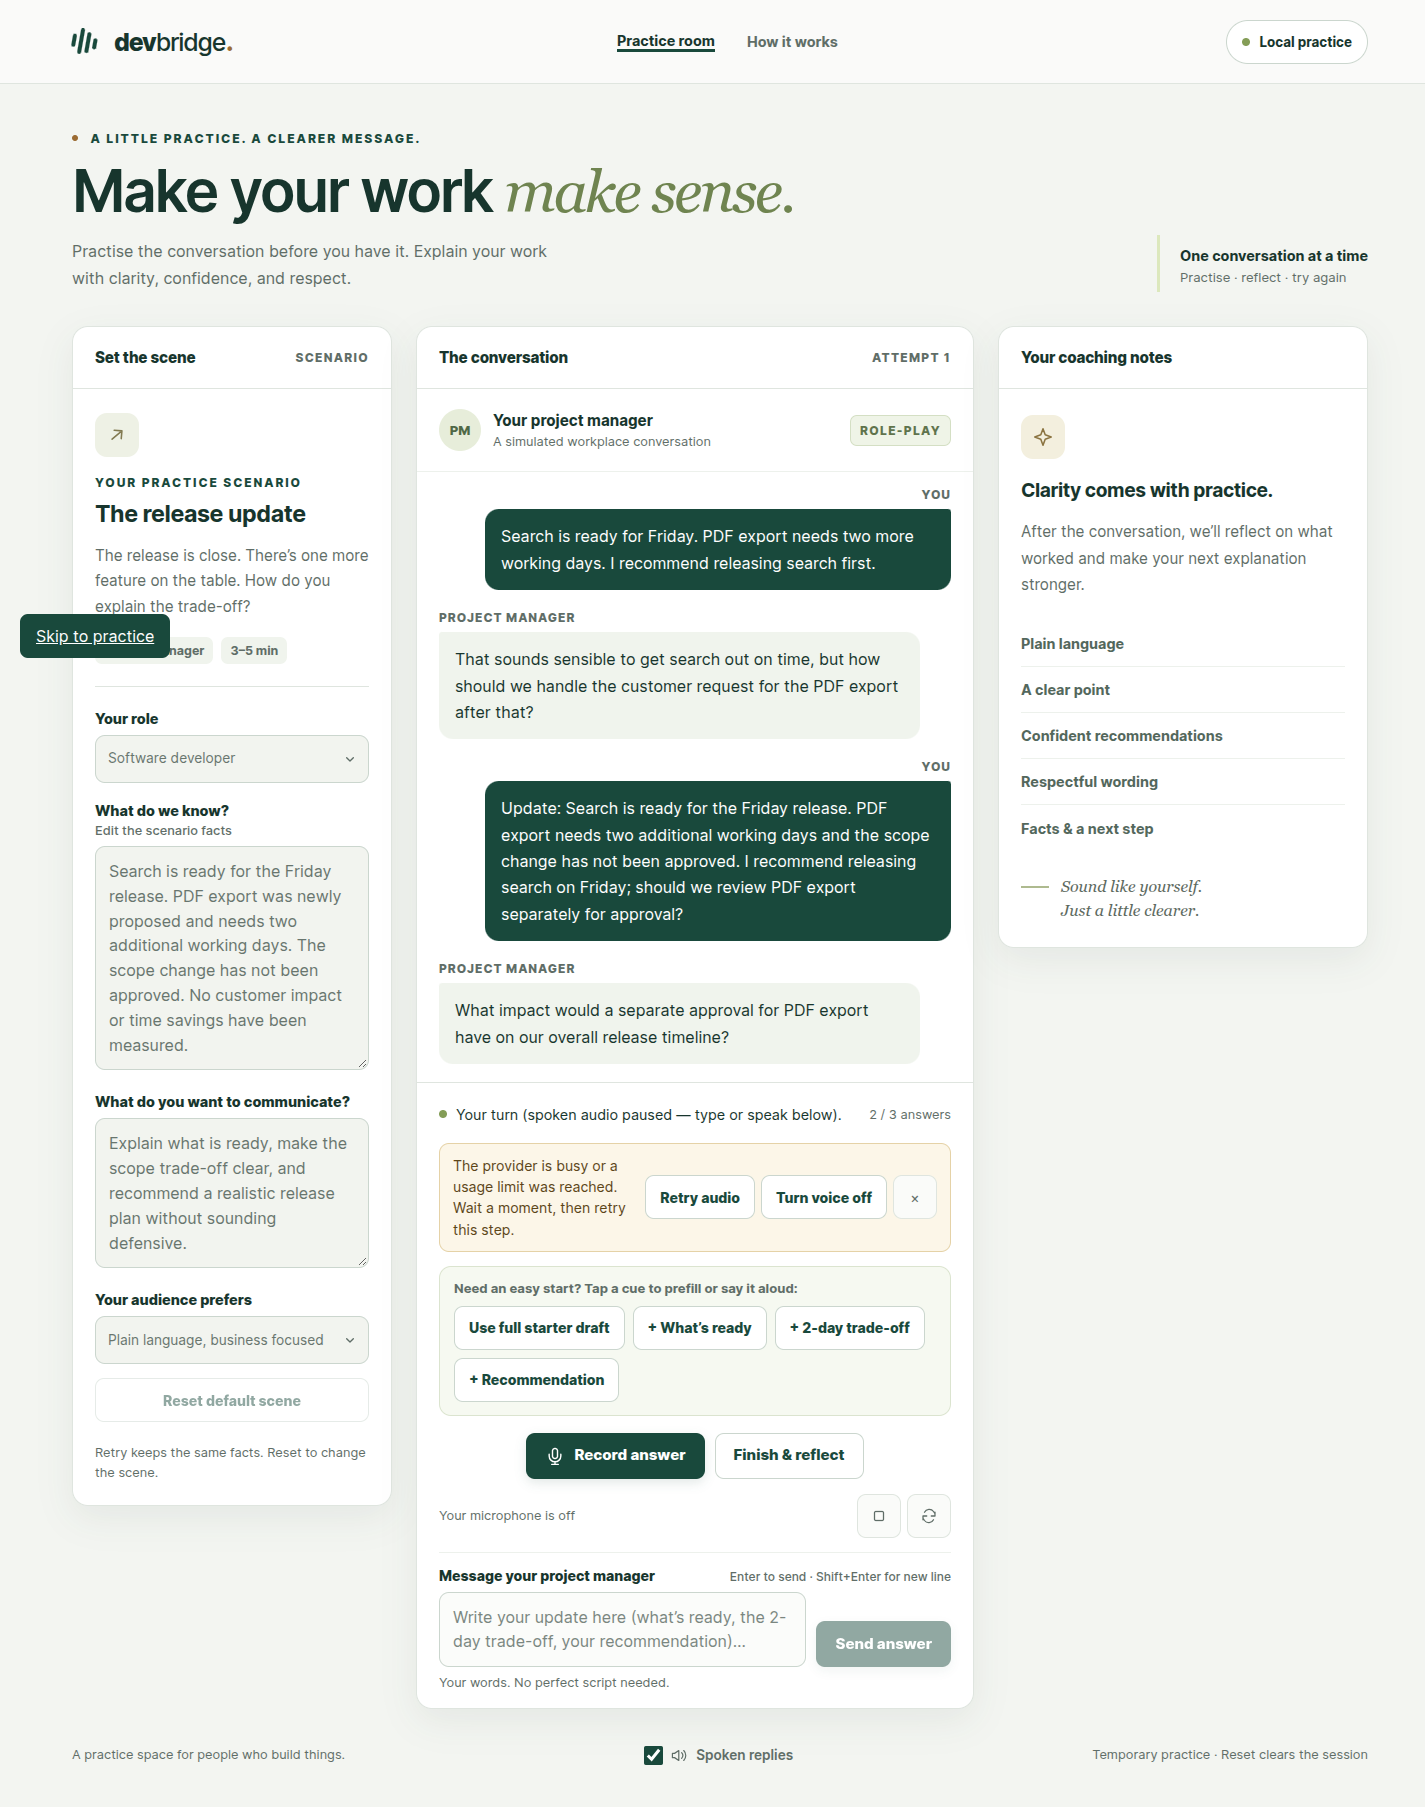 devbridge.
Practice room
How it works
Local practice
A LITTLE PRACTICE. A CLEARER MESSAGE.
Make your work make sense.
Practise the conversation before you have it. Explain your work
with clarity, confidence, and respect.
One conversation at a time
Practise · reflect · try again
Set the scene
SCENARIO
YOUR PRACTICE SCENARIO
The release update
The release is close. There's one more
feature on the table. How do you
explain the trade-off?
Skip to practice
3–5 min
Your role
Software developer
What do we know?
Edit the scenario facts
Search is ready for the Friday
release. PDF export was newly
proposed and needs two
additional working days. The
scope change has not been
approved. No customer impact
or time savings have been
measured.
What do you want to communicate?
Explain what is ready, make the
scope trade-off clear, and
recommend a realistic release
plan without sounding
defensive.
Your audience prefers
Plain language, business focused
Reset default scene
Retry keeps the same facts. Reset to change
the scene.
The conversation
ATTEMPT 1
PM
Your project manager
A simulated workplace conversation
ROLE-PLAY
YOU
Search is ready for Friday. PDF export needs two more
working days. I recommend releasing search first.
PROJECT MANAGER
That sounds sensible to get search out on time, but how
should we handle the customer request for the PDF export
after that?
YOU
Update: Search is ready for the Friday release. PDF
export needs two additional working days and the scope
change has not been approved. I recommend releasing
search on Friday; should we review PDF export
separately for approval?
PROJECT MANAGER
What impact would a separate approval for PDF export
have on our overall release timeline?
Your turn (spoken audio paused — type or speak below).
2 / 3 answers
The provider is busy or a
usage limit was reached.
Wait a moment, then retry
this step.
Retry audio
Turn voice off
×
Need an easy start? Tap a cue to prefill or say it aloud:
Use full starter draft
+ What's ready
+ 2-day trade-off
+ Recommendation
Record answer
Finish & reflect
Your microphone is off
Message your project manager
Enter to send · Shift+Enter for new line
Write your update here (what's ready, the 2-
day trade-off, your recommendation)...
Send answer
Your words. No perfect script needed.
Your coaching notes
Clarity comes with practice.
After the conversation, we'll reflect on what
worked and make your next explanation
stronger.
Plain language
A clear point
Confident recommendations
Respectful wording
Facts & a next step
Sound like yourself.
Just a little clearer.
A practice space for people who build things.
Spoken replies
Temporary practice · Reset clears the session